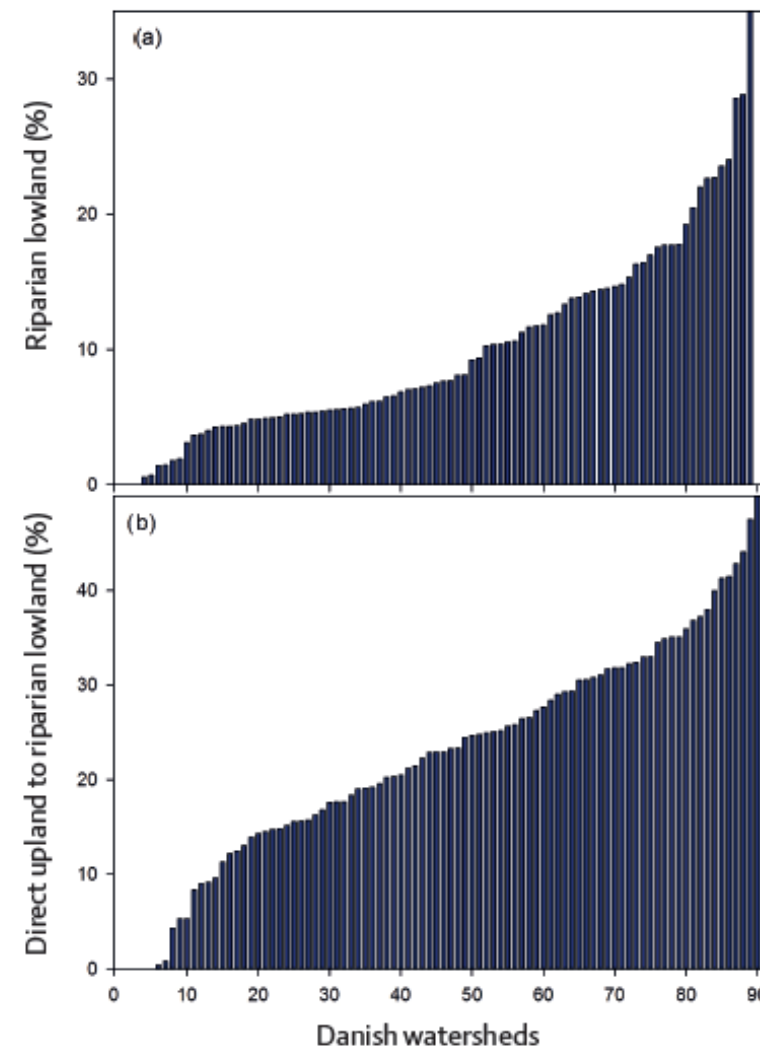 (a)
Riparian lowland (%)
30
20
10
0
(b)
Direct upland to riparian lowland (%)
40
30
20
10
0
0 10 20 30 40 50 60 70 80 90
Danish watersheds